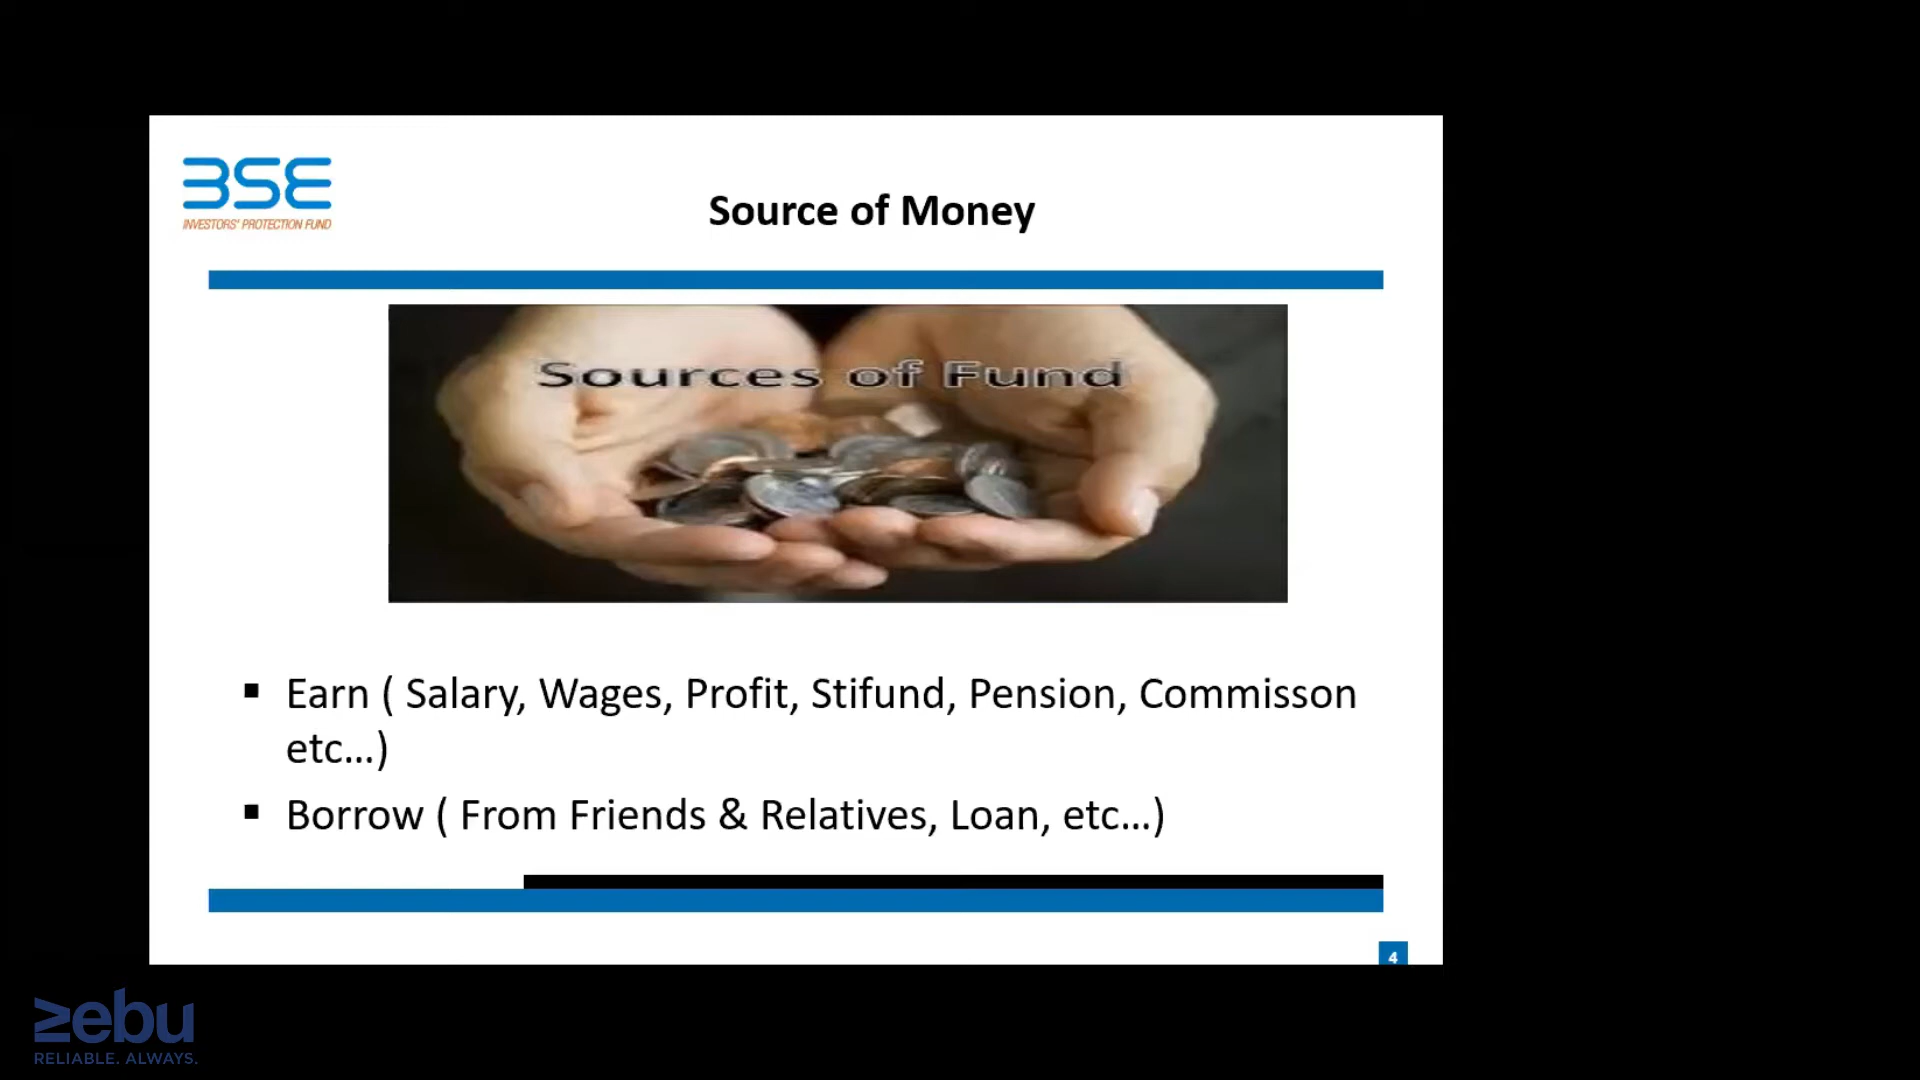 BSE
INVESTORS' PROTECTION FUND
Source of Money
Sources of Fund
▪ Earn ( Salary, Wages, Profit, Stifund, Pension, Commisson
etc...)
▪ Borrow ( From Friends & Relatives, Loan, etc...)
4
zebu
RELIABLE. ALWAYS.